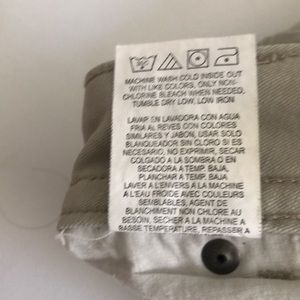 MACHINE WASH COLD INSIDE OUT
WITH LIKE COLORS, ONLY NON-
CHLORINE BLEACH WHEN NEEDED,
TUMBLE DRY LOW, LOW IRON
LAVAR EN LAVADORA CON AGUA
FRIA AL REVES CON COLORES
SIMILARES Y JABON, USAR SOLO
BLANQUEADOR SIN CLORO SI ES
NECESARIO, NO EXPRIMIR, SECAR
COLGADO A LA SOMBRA O EN
SECADORA A TEMP. BAJA,
PLANCHAR A TEMP. BAJA
LAVER A L'ENVERS A LA MACHINE
A L'EAU FROIDE AVEC COULEURS
SEMBLABLES, AGENT DE
BLANCHIMENT NON CHLORE AU
BESOIN, SECHER A LA MACHINE A
BASSE TEMPERATURE, REPASSER A